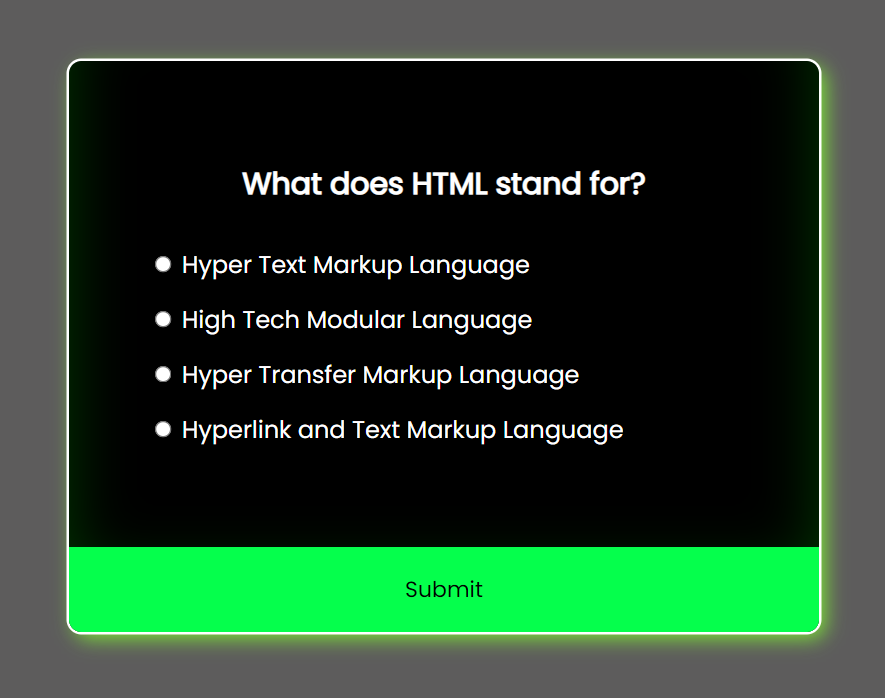 What does HTML stand for?
Hyper Text Markup Language
High Tech Modular Language
Hyper Transfer Markup Language
Hyperlink and Text Markup Language
Submit